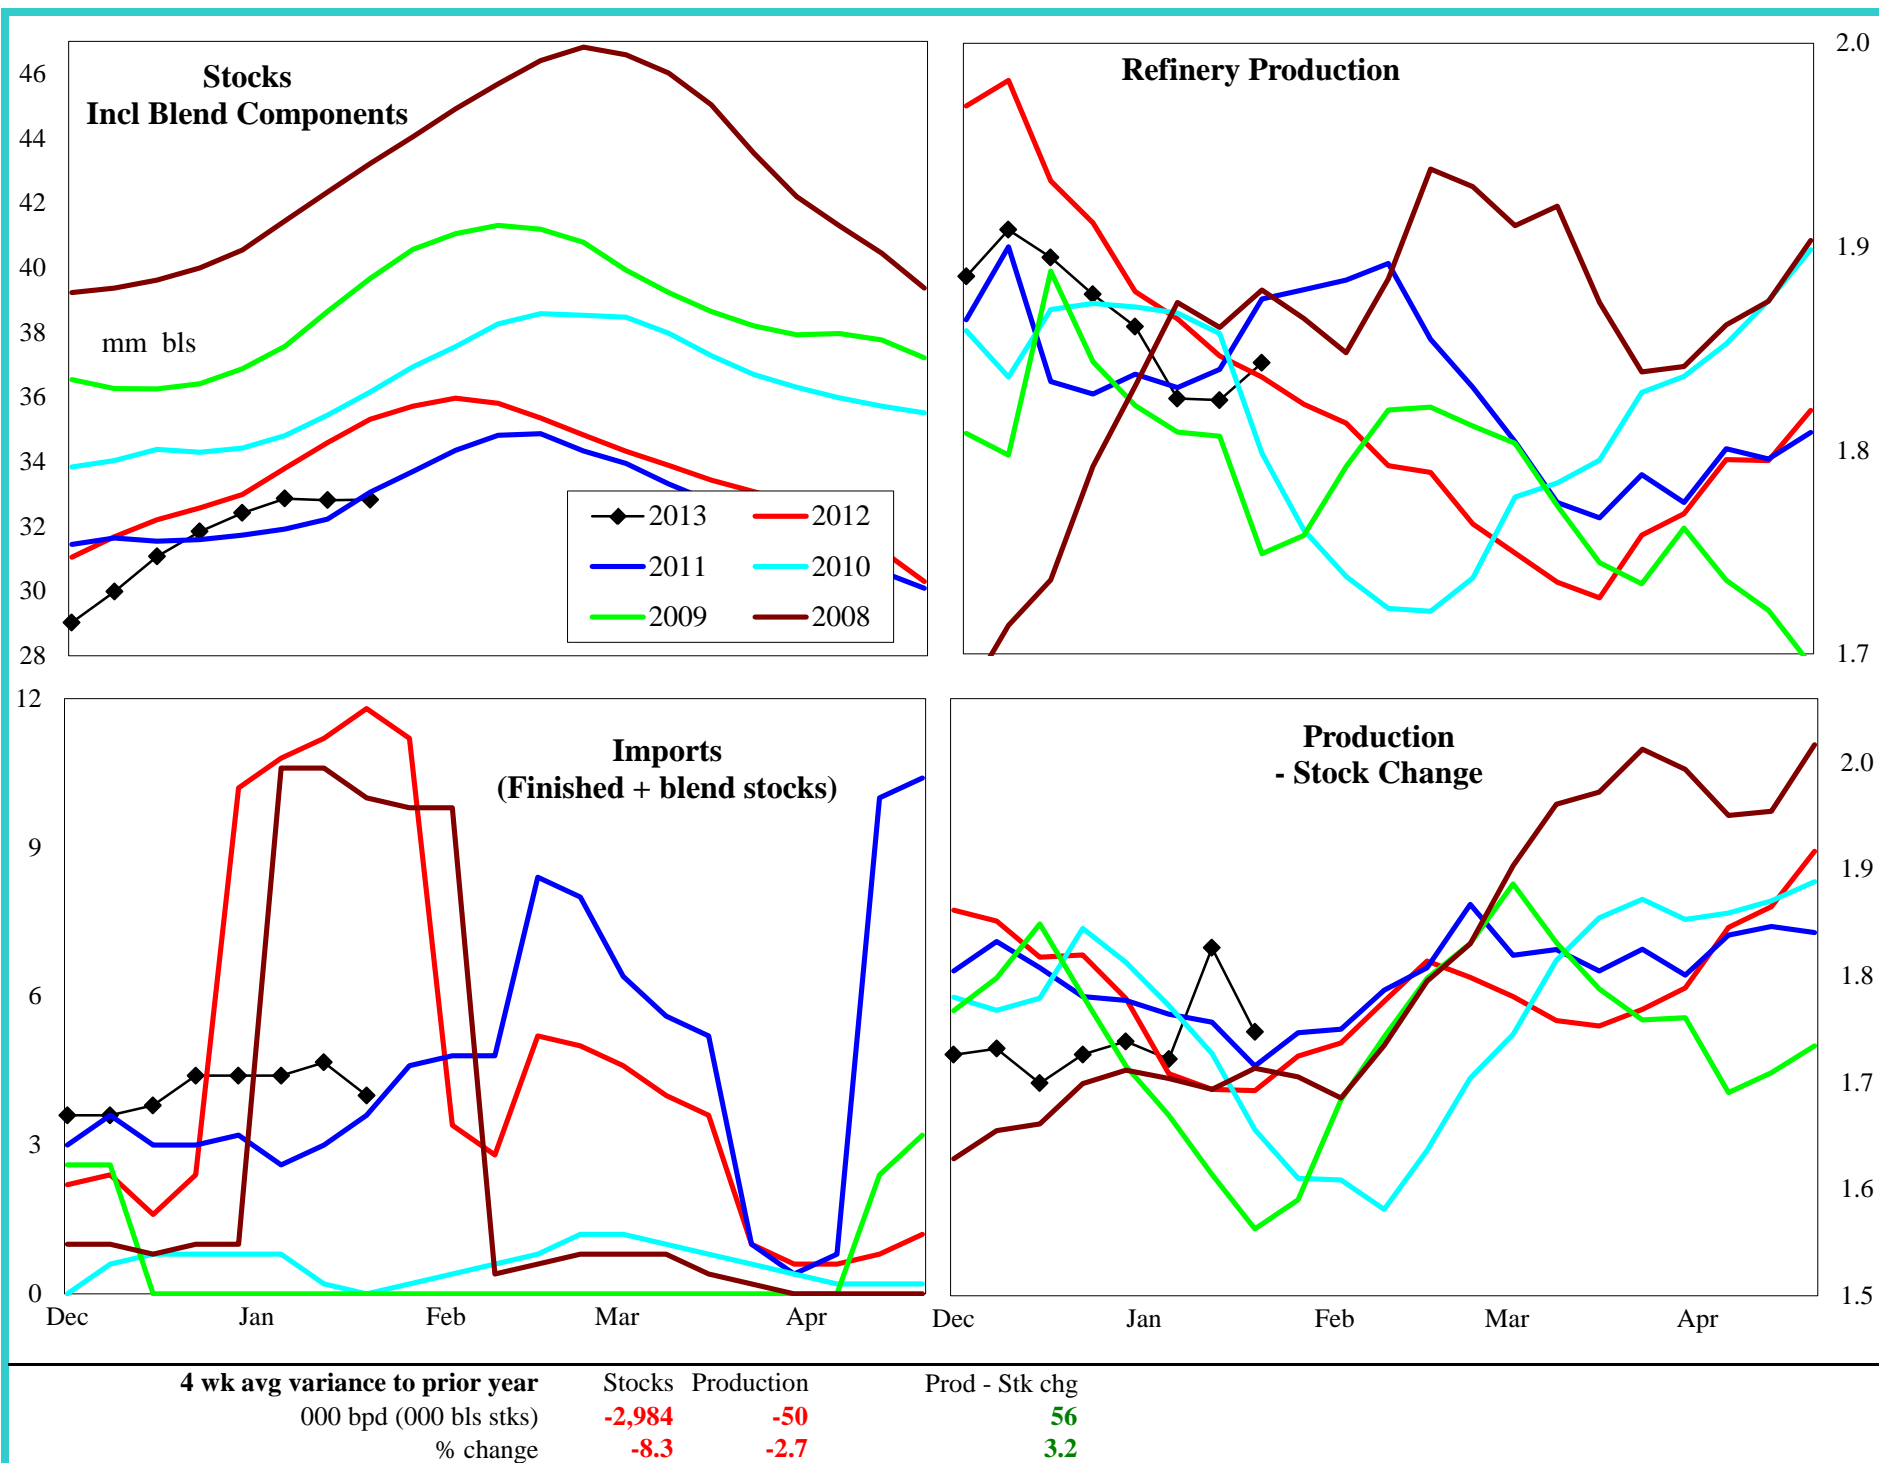 Stocks
Incl Blend Components
mm bls
46
44
42
40
38
36
34
32
30
28
2013
2012
2011
2010
2009
2008
Refinery Production
2.0
1.9
1.8
1.7
Imports
(Finished + blend stocks)
12
9
6
3
0
Dec
Jan
Feb
Mar
Apr
Production
- Stock Change
2.0
1.9
1.8
1.7
1.6
1.5
Dec
Jan
Feb
Mar
Apr
4 wk avg variance to prior year Stocks Production Prod - Stk chg
000 bpd (000 bls stks) -2,984 -50 56
% change -8.3 -2.7 3.2